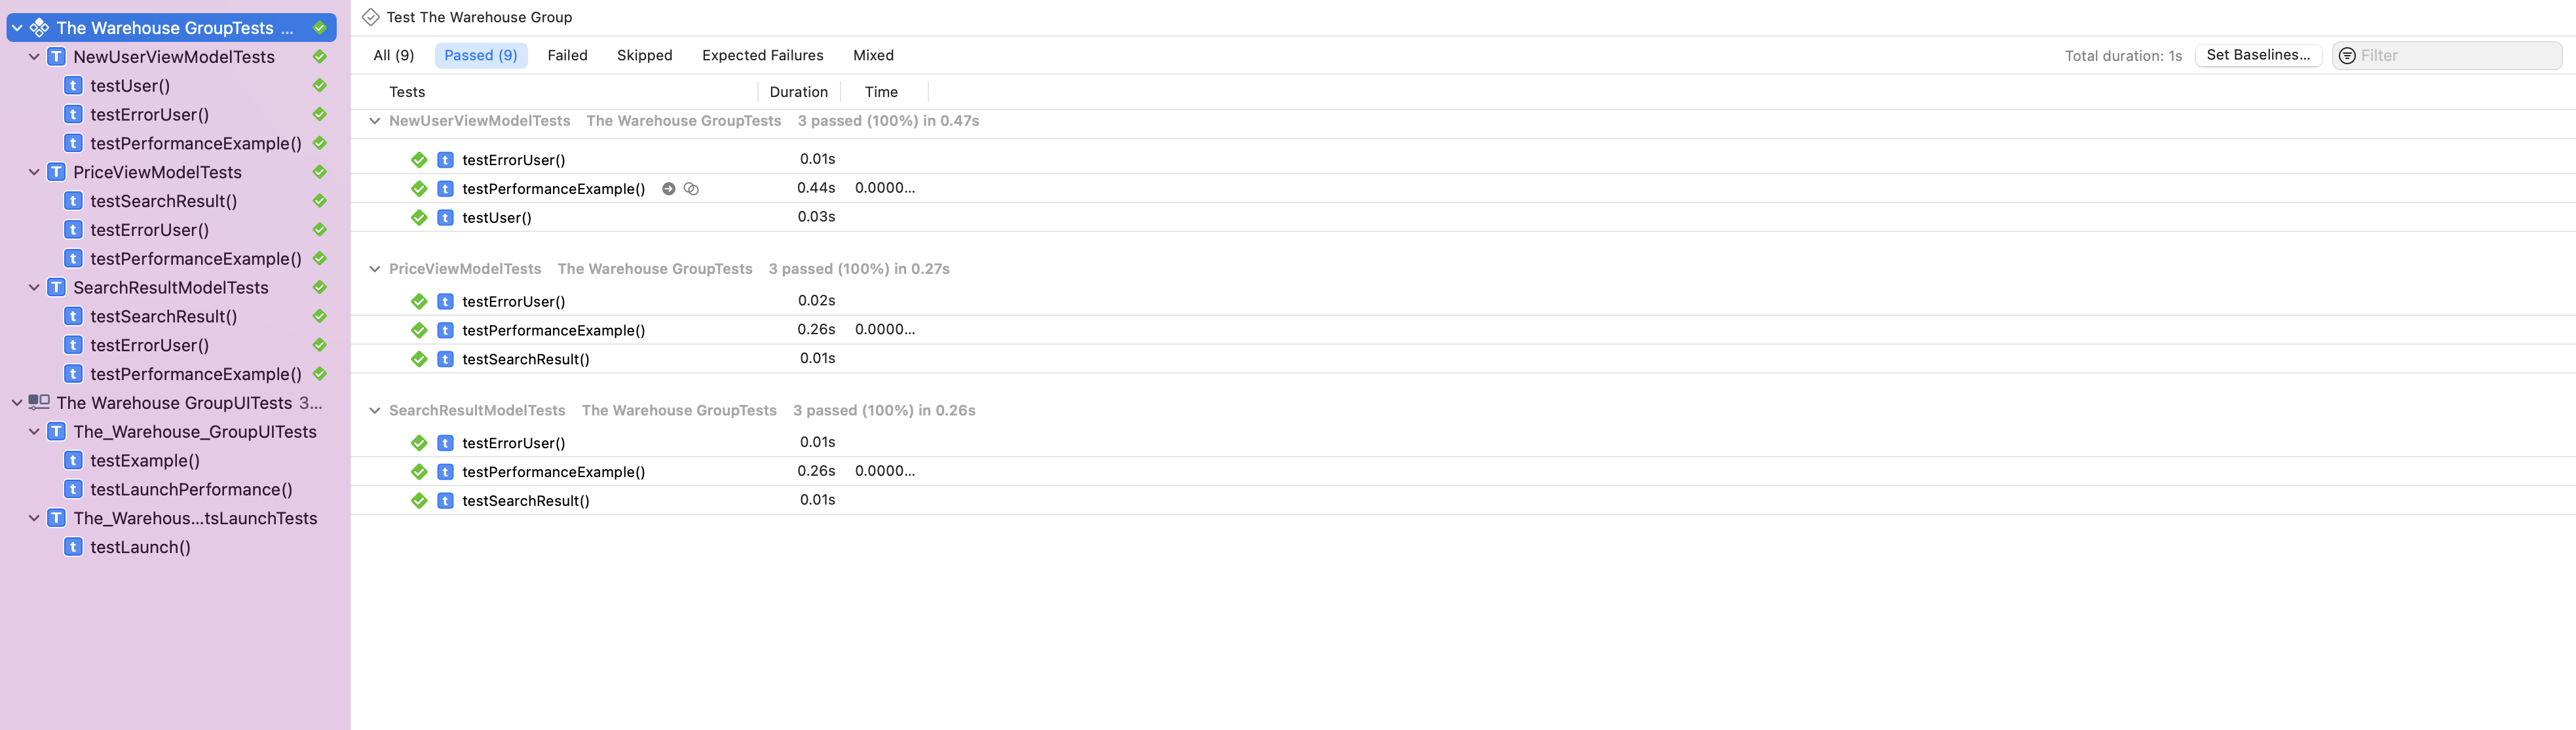 The Warehouse GroupTests ...
NewUserViewModelTests
testUser()
testErrorUser()
testPerformanceExample()
PriceViewModelTests
testSearchResult()
testErrorUser()
testPerformanceExample()
SearchResultModelTests
testSearchResult()
testErrorUser()
testPerformanceExample()
The Warehouse GroupUITests 3...
The_Warehouse_GroupUITests
testExample()
testLaunchPerformance()
The_Warehous...tsLaunchTests
testLaunch()
Test The Warehouse Group
All (9) Passed (9) Failed Skipped Expected Failures Mixed Total duration: 1s Set Baselines... Filter
Tests Duration Time
NewUserViewModelTests The Warehouse GroupTests 3 passed (100%) in 0.47s
t testErrorUser() 0.01s
t testPerformanceExample() 0.44s 0.0000...
t testUser() 0.03s
PriceViewModelTests The Warehouse GroupTests 3 passed (100%) in 0.27s
t testErrorUser() 0.02s
t testPerformanceExample() 0.26s 0.0000...
t testSearchResult() 0.01s
SearchResultModelTests The Warehouse GroupTests 3 passed (100%) in 0.26s
t testErrorUser() 0.01s
t testPerformanceExample() 0.26s 0.0000...
t testSearchResult() 0.01s